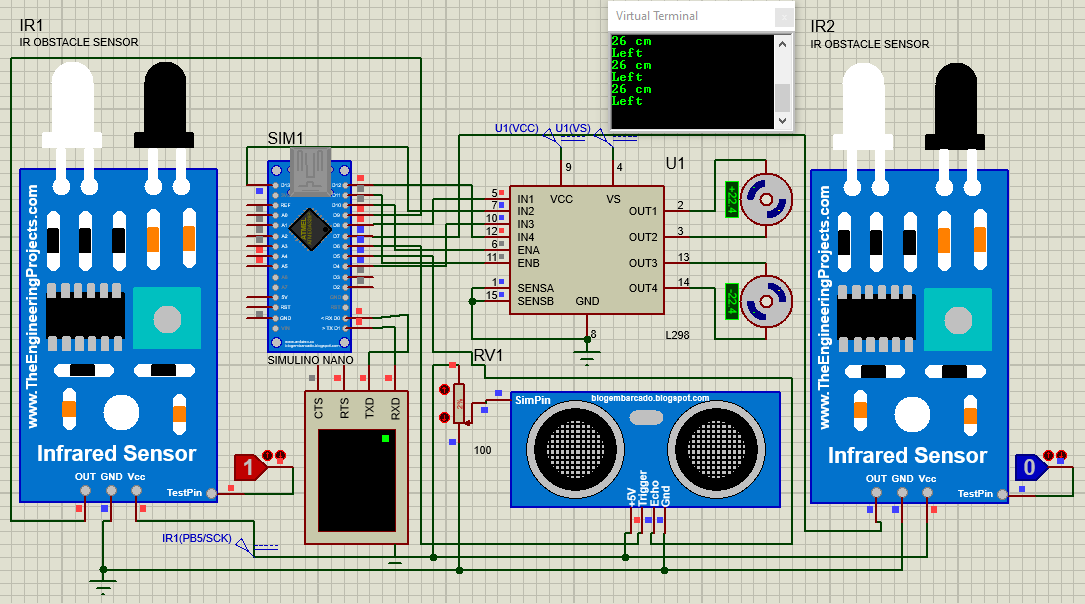 IR1
IR OBSTACLE SENSOR
www.TheEngineeringProjects.com
Infrared Sensor
OUT GND Vcc
TestPin
1
IR1(PB5/SCK)
SIM1
SIMULINO NANO
CTS
RTS
TXD
RXD
Virtual Terminal
26 cm
Left
26 cm
Left
26 cm
Left
U1(VCC)
U1(VS)
9
4
U1
5
7
10
12
6
11
1
15
IN1
IN2
IN3
IN4
ENA
ENB
SENSA
SENSB
VCC
VS
GND
OUT1
OUT2
OUT3
OUT4
2
3
13
14
8
L298
+22.4
-22.4
RV1
2%
100
SimPin
blogembarcado.blogspot.com
+5V
Trigger
Echo
Gnd
IR2
IR OBSTACLE SENSOR
www.TheEngineeringProjects.com
Infrared Sensor
OUT GND Vcc
TestPin
0